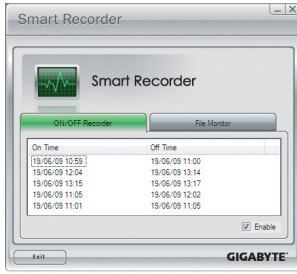 Smart Recorder
Smart Recorder
ON/OFF Recorder File Monitor
On Time Off Time
19/06/09 10:59 19/06/09 11:00
19/06/09 12:04 19/06/09 13:14
19/06/09 13:15 19/06/09 13:17
19/06/09 11:05 19/06/09 12:02
19/06/09 11:01 19/06/09 11:05
Enable
Exit GIGABYTE™